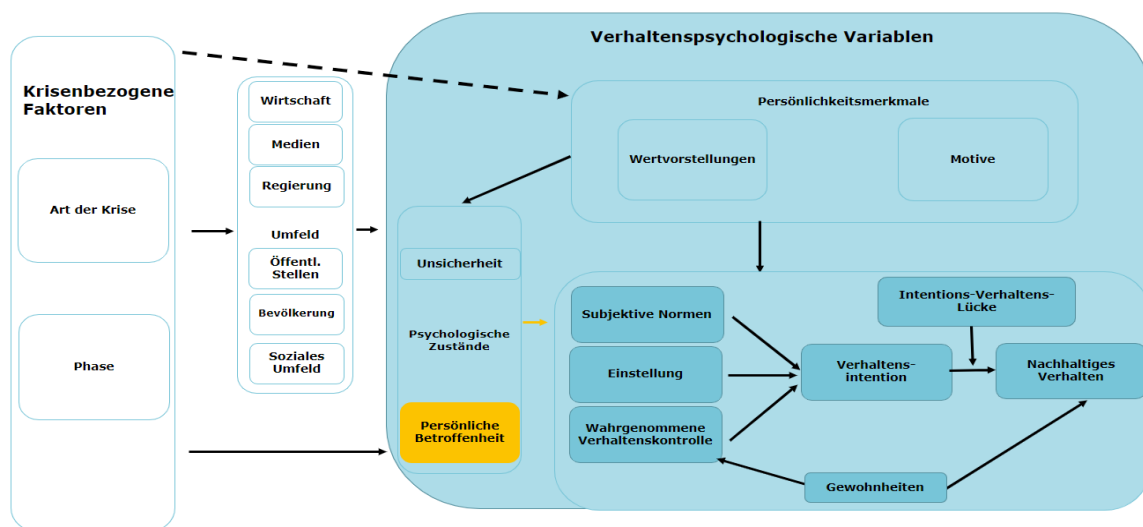 Verhaltenspsychologische Variablen
Krisenbezogene
Faktoren
Art der Krise
Phase
Wirtschaft
Medien
Regierung
Umfeld
Öffentl.
Stellen
Bevölkerung
Soziales
Umfeld
Persönlichkeitsmerkmale
Wertvorstellungen
Motive
Unsicherheit
Psychologische
Zustände
Persönliche
Betroffenheit
Subjektive Normen
Einstellung
Wahrgenommene
Verhaltenskontrolle
Verhaltens-
intention
Intentions-Verhaltens-
Lücke
Nachhaltiges
Verhalten
Gewohnheiten